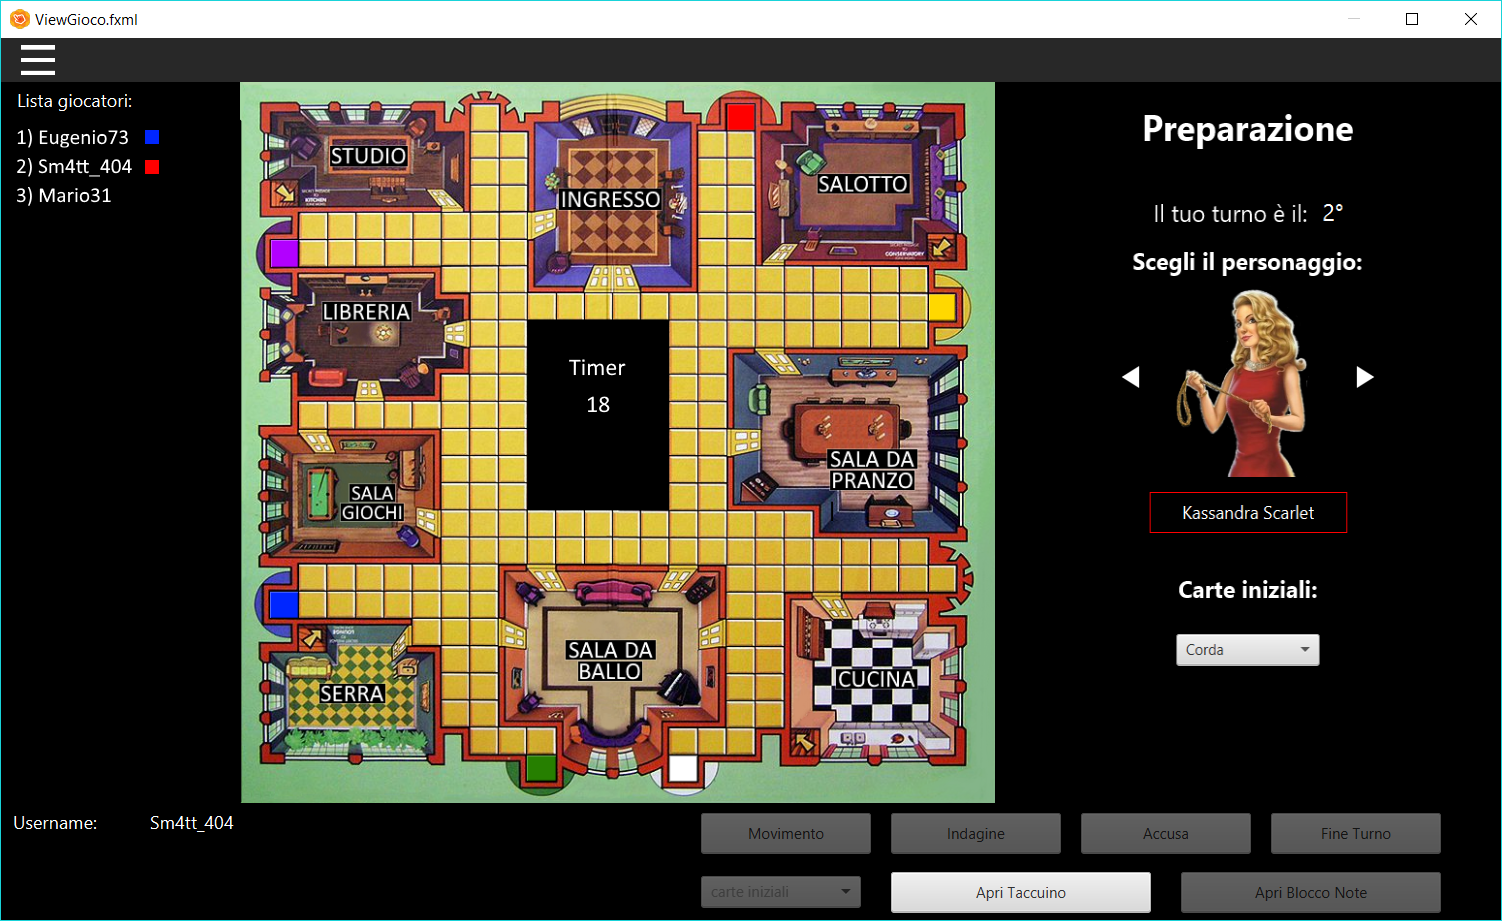 ViewGioco.fxml
Lista giocatori:
1) Eugenio73
2) Sm4tt_404
3) Mario31
STUDIO
INGRESSO
SALOTTO
LIBRERIA
Timer
18
SALA DA
PRANZO
SALA
GIOCHI
SALA DA
BALLO
SERRA
CUCINA
Preparazione
Il tuo turno è il: 2°
Scegli il personaggio:
Kassandra Scarlet
Carte iniziali:
Corda
Username: Sm4tt_404
Movimento
Indagine
Accusa
Fine Turno
carte iniziali
Apri Taccuino
Apri Blocco Note